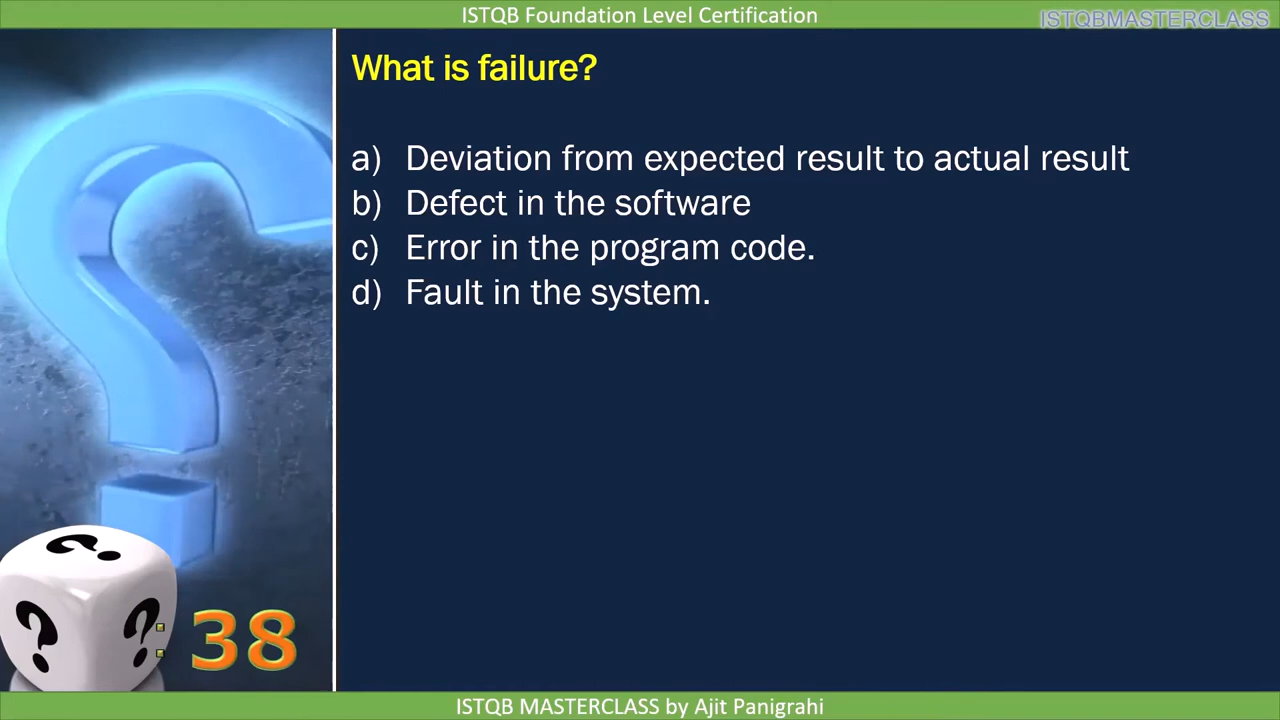 ISTQB Foundation Level Certification
ISTQBMASTERCLASS
What is failure?
a) Deviation from expected result to actual result
b) Defect in the software
c) Error in the program code.
d) Fault in the system.
? ? ?
: 38
ISTQB MASTERCLASS by Ajit Panigrahi